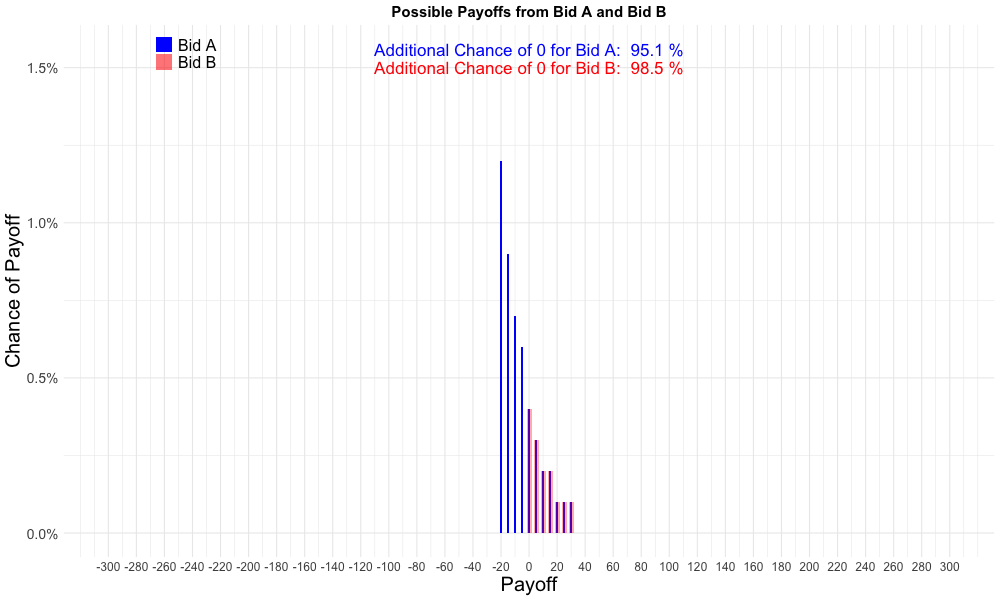 Possible Payoffs from Bid A and Bid B
Bid A
Bid B
Additional Chance of 0 for Bid A: 95.1 %
Additional Chance of 0 for Bid B: 98.5 %
Chance of Payoff
1.5%
1.0%
0.5%
0.0%
-300 -280 -260 -240 -220 -200 -180 -160 -140 -120 -100 -80 -60 -40 -20 0 20 40 60 80 100 120 140 160 180 200 220 240 260 280 300
Payoff